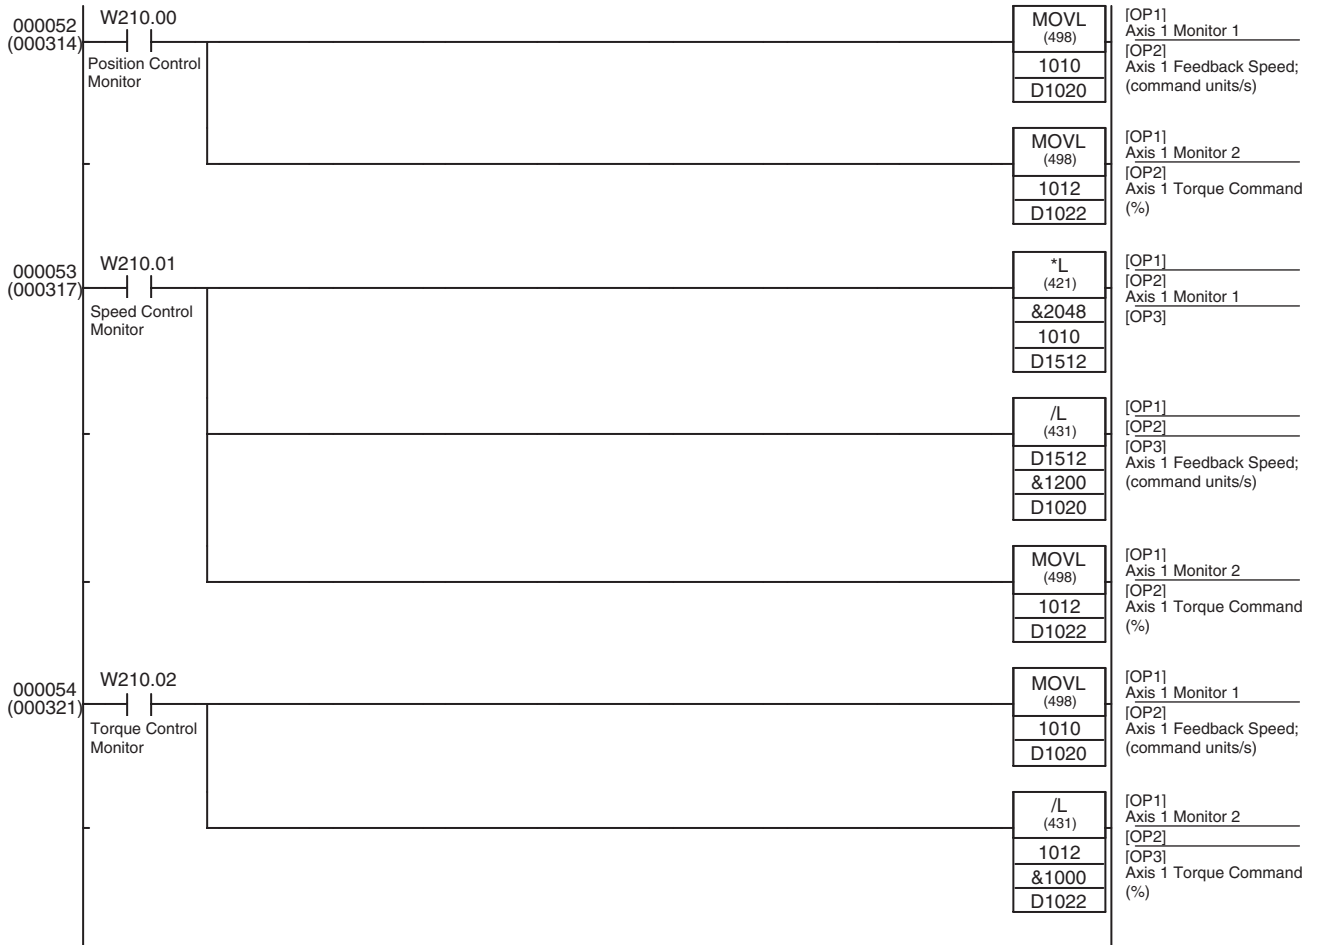 000052
(000314)
W210.00
Position Control
Monitor
MOVL
(498)
1010
D1020
[OP1]
Axis 1 Monitor 1
[OP2]
Axis 1 Feedback Speed;
(command units/s)
MOVL
(498)
1012
D1022
[OP1]
Axis 1 Monitor 2
[OP2]
Axis 1 Torque Command
(%)
000053
(000317)
W210.01
Speed Control
Monitor
*L
(421)
&2048
1010
D1512
[OP1]
[OP2]
Axis 1 Monitor 1
[OP3]
/L
(431)
D1512
&1200
D1020
[OP1]
[OP2]
[OP3]
Axis 1 Feedback Speed;
(command units/s)
MOVL
(498)
1012
D1022
[OP1]
Axis 1 Monitor 2
[OP2]
Axis 1 Torque Command
(%)
000054
(000321)
W210.02
Torque Control
Monitor
MOVL
(498)
1010
D1020
[OP1]
Axis 1 Monitor 1
[OP2]
Axis 1 Feedback Speed;
(command units/s)
/L
(431)
1012
&1000
D1022
[OP1]
Axis 1 Monitor 2
[OP2]
[OP3]
Axis 1 Torque Command
(%)